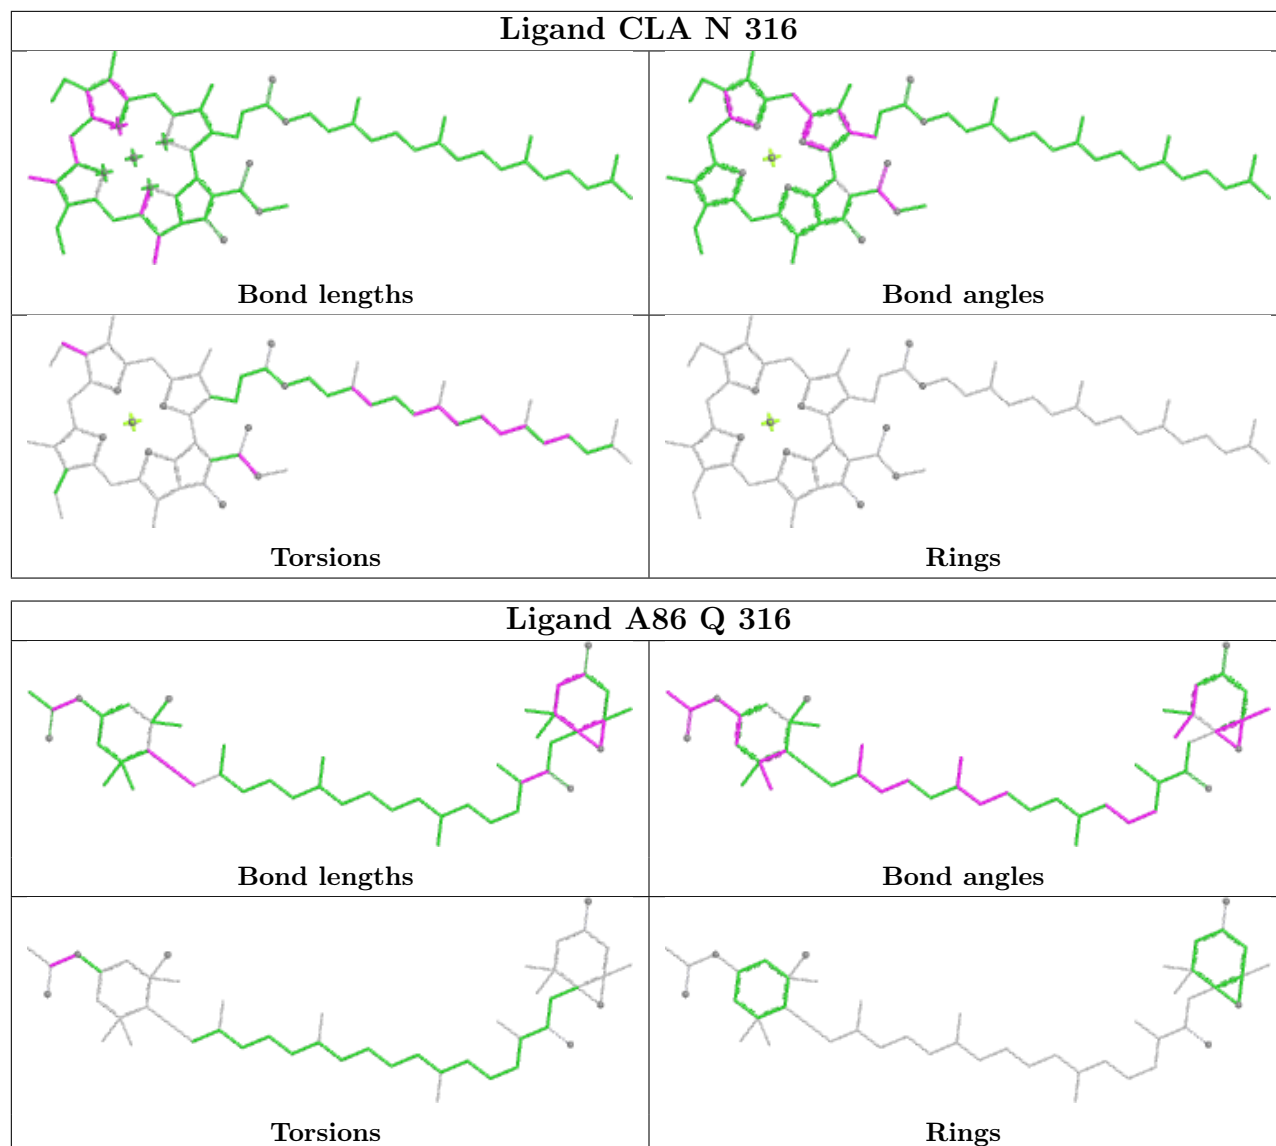 Ligand CLA N 316
Bond lengths
Bond angles
Torsions
Rings
Ligand A86 Q 316
Bond lengths
Bond angles
Torsions
Rings